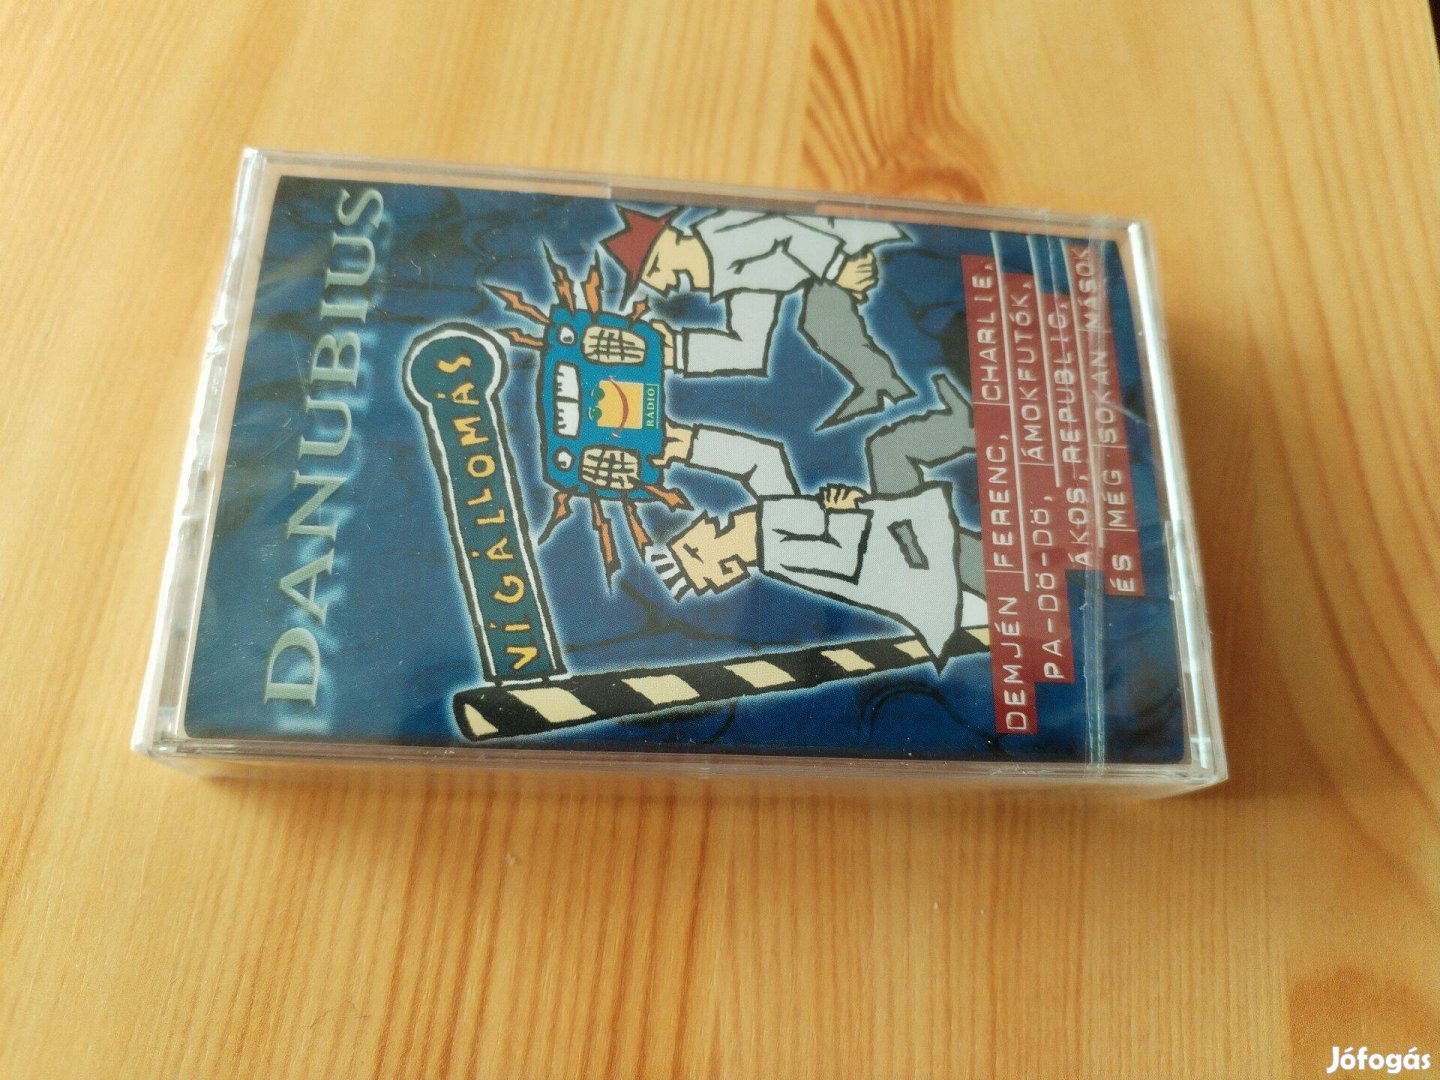 DANUBIUS
VÍGÁLLOMÁS
RÁDIÓ
DEMJÉN FERENC, CHARLIE,
PA-DÖ-DÖ, ÁMOKFUTÓK,
ÁKOS, REPUBLIC,
ÉS MÉG SOKAN MÁSOK
Jófogás